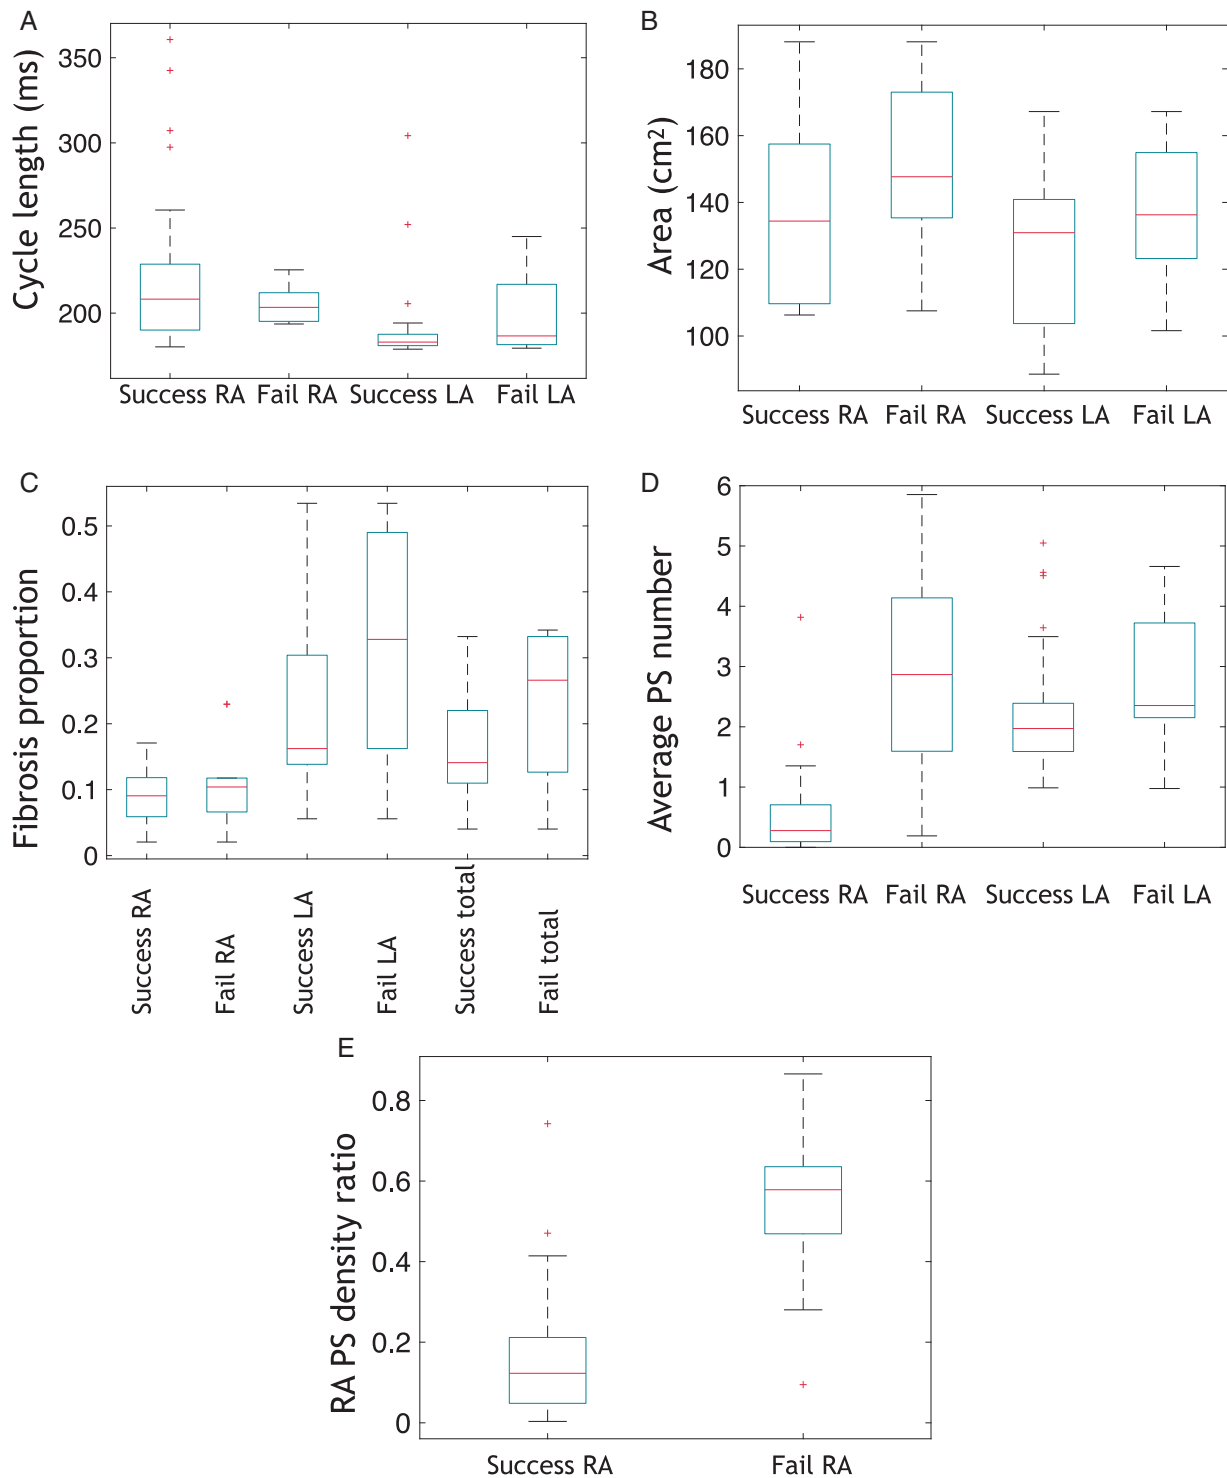 A
Cycle length (ms)
350
300
250
200
Success RA Fail RA Success LA Fail LA
B
Area (cm²)
180
160
140
120
100
Success RA Fail RA Success LA Fail LA
C
Fibrosis proportion
0.5
0.4
0.3
0.2
0.1
0
Success RA
Fail RA
Success LA
Fail LA
Success total
Fail total
D
Average PS number
6
5
4
3
2
1
0
Success RA Fail RA Success LA Fail LA
E
RA PS density ratio
0.8
0.6
0.4
0.2
0
Success RA Fail RA